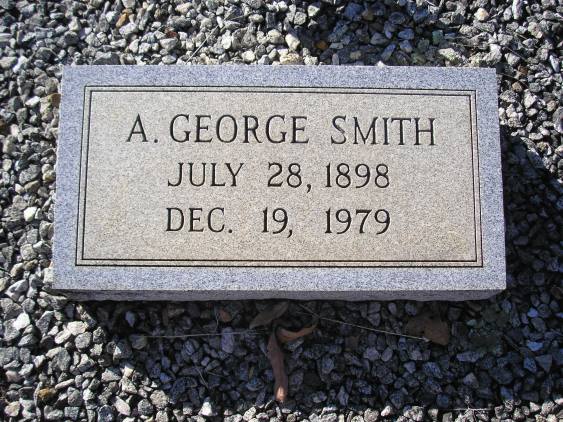 A. GEORGE SMITH
JULY 28, 1898
DEC. 19, 1979